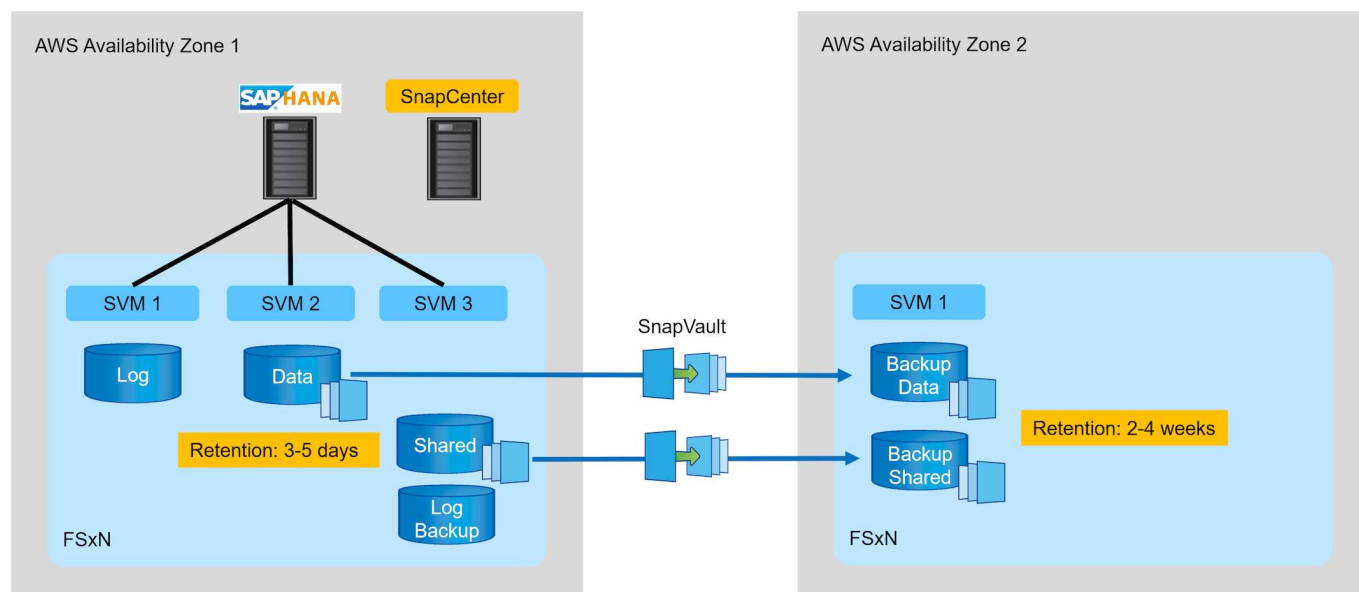 AWS Availability Zone 1
AWS Availability Zone 2
SAP HANA
SnapCenter
SVM 1
SVM 2
SVM 3
SnapVault
SVM 1
Log
Data
Backup
Data
Retention: 3-5 days
Shared
Retention: 2-4 weeks
Backup
Shared
Log
Backup
FSxN
FSxN